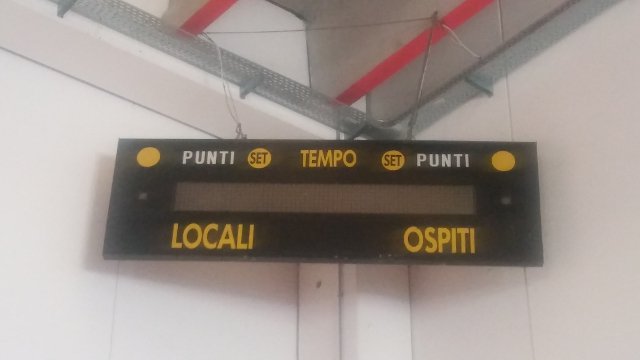 PUNTI SET TEMPO SET PUNTI
LOCALI OSPITI